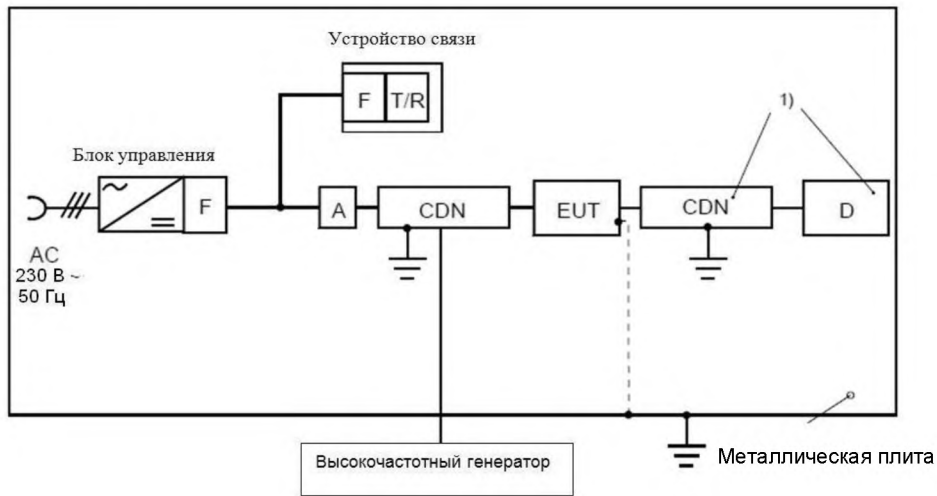 Устройство связи
F T/R
1)
Блок управления
F
A
CDN
EUT
CDN
D
AC
230 В ~
50 Гц
Высокочастотный генератор
Металлическая плита